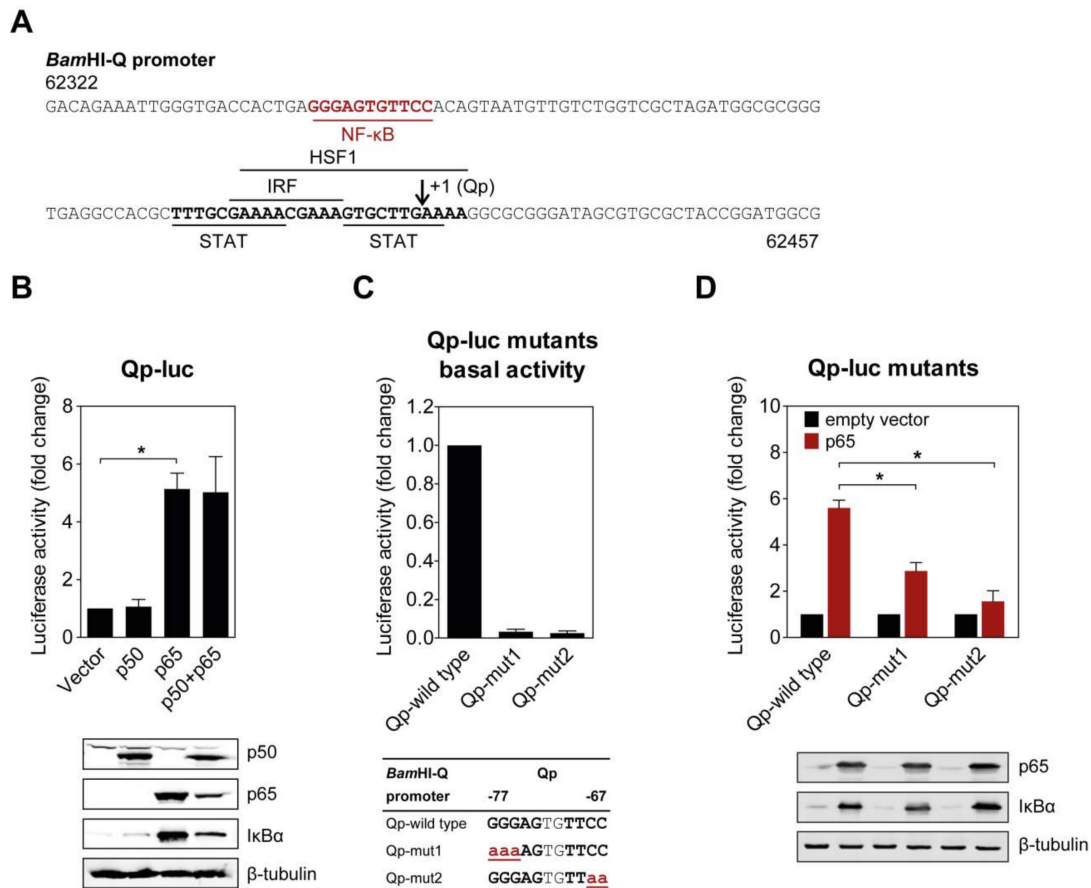 A
BamHI-Q promoter
62322
GACAGAAATTGGGTGACCACTGAGGGAGTGTTCCACAGTAATGTTGTCTGGTCGCTAGATGGCGCGGG
NF-κB
HSF1
IRF
+1 (Qp)
TGAGGCCACGCTTTGCGAAAACGAAAGTGCTTGAAAAGGCGCGGGATAGCGTGCGCTACCGGATGGCG
STAT
STAT
62457
B
Qp-luc
Luciferase activity (fold change)
8
6
4
2
0
*
Vector
p50
p65
p50+p65
p50
p65
IκBα
β-tubulin
C
Qp-luc mutants
basal activity
Luciferase activity (fold change)
1.2
1.0
0.8
0.6
0.4
0.2
0.0
Qp-wild type
Qp-mut1
Qp-mut2
BamHI-Q Qp
promoter -77 -67
Qp-wild type GGGAGTGTTCC
Qp-mut1 aaaAGTGTTCC
Qp-mut2 GGGAGTGTTaa
D
Qp-luc mutants
Luciferase activity (fold change)
10
8
6
4
2
0
empty vector
p65
*
*
Qp-wild type
Qp-mut1
Qp-mut2
p65
IκBα
β-tubulin